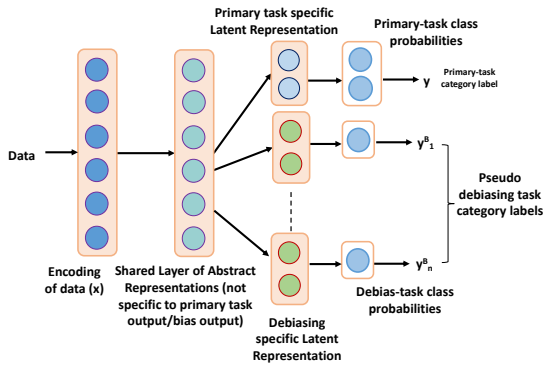 Primary task specific
Latent Representation
Primary-task class
probabilities
y
Primary-task
category label
Data
y^B_1
Pseudo
debiasing task
category labels
y^B_n
Encoding
of data (x)
Shared Layer of Abstract
Representations (not
specific to primary task
output/bias output)
Debiasing
specific Latent
Representation
Debias-task class
probabilities